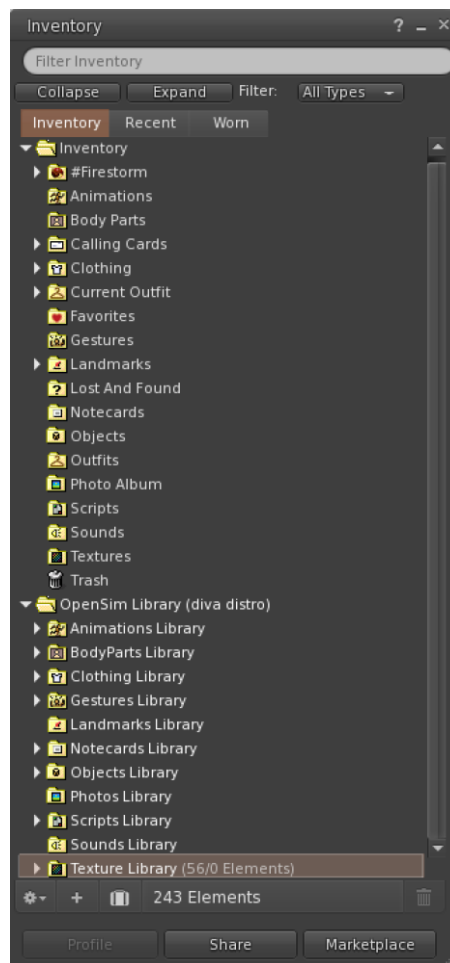 Inventory ? _ ×
Filter Inventory
Collapse Expand Filter: All Types
Inventory Recent Worn
Inventory
#Firestorm
Animations
Body Parts
Calling Cards
Clothing
Current Outfit
Favorites
Gestures
Landmarks
Lost And Found
Notecards
Objects
Outfits
Photo Album
Scripts
Sounds
Textures
Trash
OpenSim Library (diva distro)
Animations Library
BodyParts Library
Clothing Library
Gestures Library
Landmarks Library
Notecards Library
Objects Library
Photos Library
Scripts Library
Sounds Library
Texture Library (56/0 Elements)
+ 243 Elements
Profile Share Marketplace